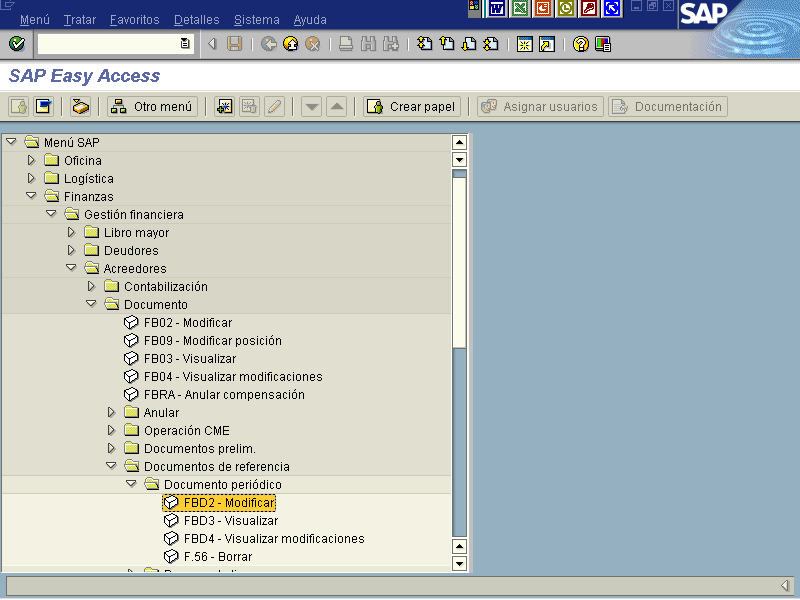 Menú Tratar Favoritos Detalles Sistema Ayuda
SAP
SAP Easy Access
Otro menú Crear papel Asignar usuarios Documentación
Menú SAP
Oficina
Logística
Finanzas
Gestión financiera
Libro mayor
Deudores
Acreedores
Contabilización
Documento
FB02 - Modificar
FB09 - Modificar posición
FB03 - Visualizar
FB04 - Visualizar modificaciones
FBRA - Anular compensación
Anular
Operación CME
Documentos prelim.
Documentos de referencia
Documento periódico
FBD2 - Modificar
FBD3 - Visualizar
FBD4 - Visualizar modificaciones
F.56 - Borrar